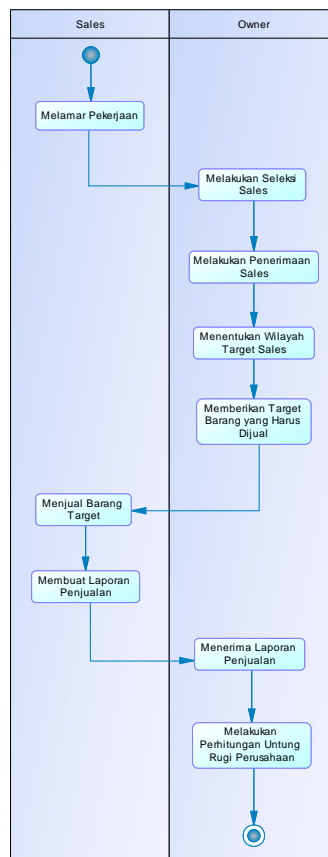 Sales
Owner
Melamar Pekerjaan
Melakukan Seleksi
Sales
Melakukan Penerimaan
Sales
Menentukan Wilayah
Target Sales
Memberikan Target
Barang yang Harus
Dijual
Menjual Barang
Target
Membuat Laporan
Penjualan
Menerima Laporan
Penjualan
Melakukan
Perhitungan Untung
Rugi Perusahaan